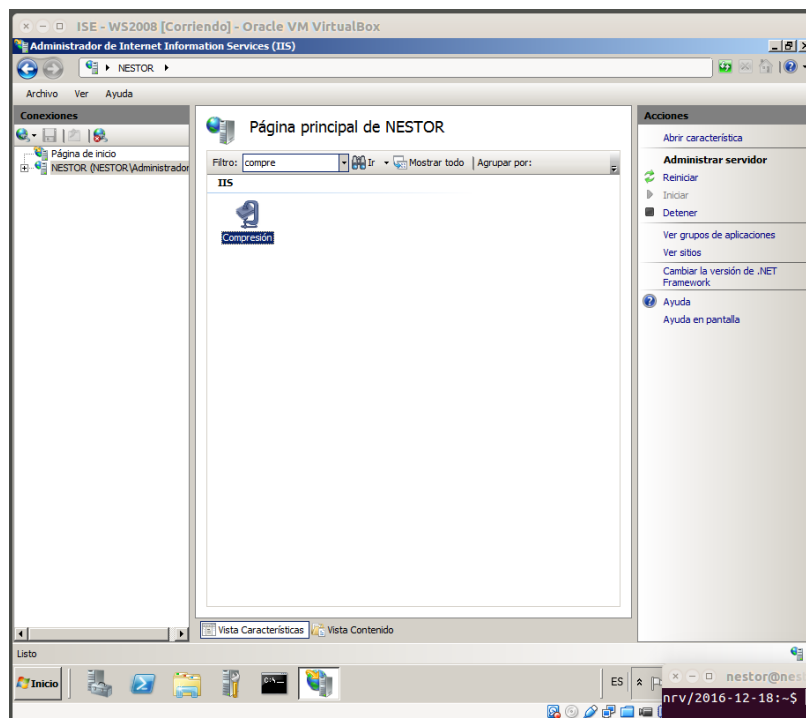 ISE - WS2008 [Corriendo] - Oracle VM VirtualBox
Administrador de Internet Information Services (IIS)
NESTOR
Archivo Ver Ayuda
Conexiones
Página de inicio
NESTOR (NESTOR\Administrador
Página principal de NESTOR
Filtro: compre Ir Mostrar todo Agrupar por:
IIS
Compresión
Vista Características Vista Contenido
Acciones
Abrir característica
Administrar servidor
Reiniciar
Iniciar
Detener
Ver grupos de aplicaciones
Ver sitios
Cambiar la versión de .NET
Framework
Ayuda
Ayuda en pantalla
Listo
Inicio
ES
nestor@nes
nrv/2016-12-18:~$